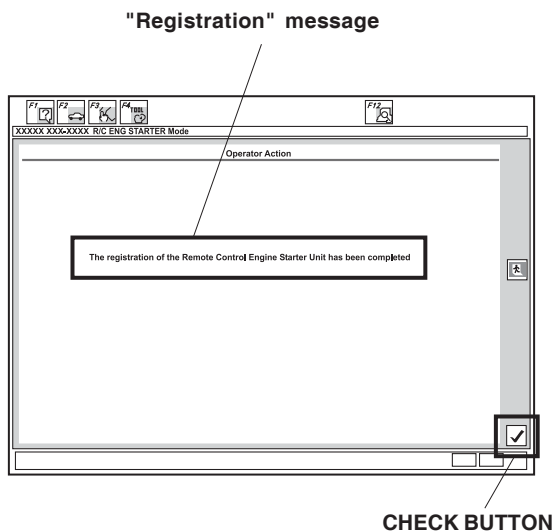 "Registration" message
F1 F2 F3 F4 TOOL F12
XXXXX XXX-XXXX R/C ENG STARTER Mode
Operator Action
The registration of the Remote Control Engine Starter Unit has been completed
CHECK BUTTON